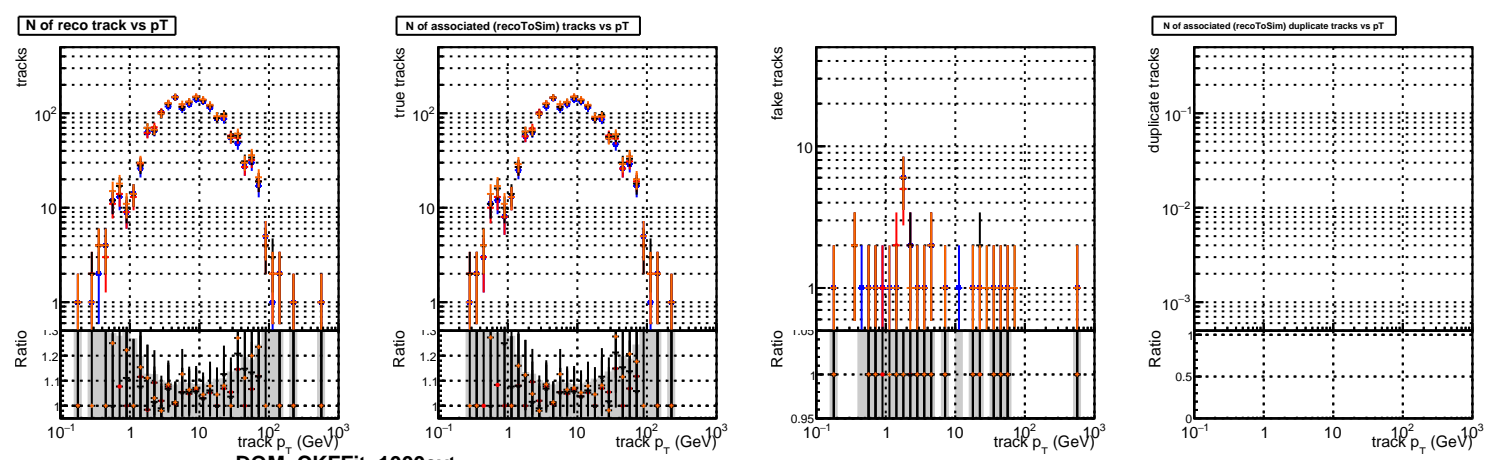 N of reco track vs pT
tracks
10²
10
1
1.3
1.2
1.1
1
Ratio
10⁻¹ 1 10 10² 10³
track p_T (GeV)
N of associated (recoToSim) tracks vs pT
true tracks
10²
10
1
1.3
1.2
1.1
1
Ratio
10⁻¹ 1 10 10² 10³
track p_T (GeV)
fake tracks
10
1
1.05
1
0.95
Ratio
10⁻¹ 1 10 10² 10³
track p_T (GeV)
N of associated (recoToSim) duplicate tracks vs pT
duplicate tracks
10⁻¹
10⁻²
10⁻³
1
0.5
0
Ratio
10⁻¹ 1 10 10² 10³
track p_T (GeV)